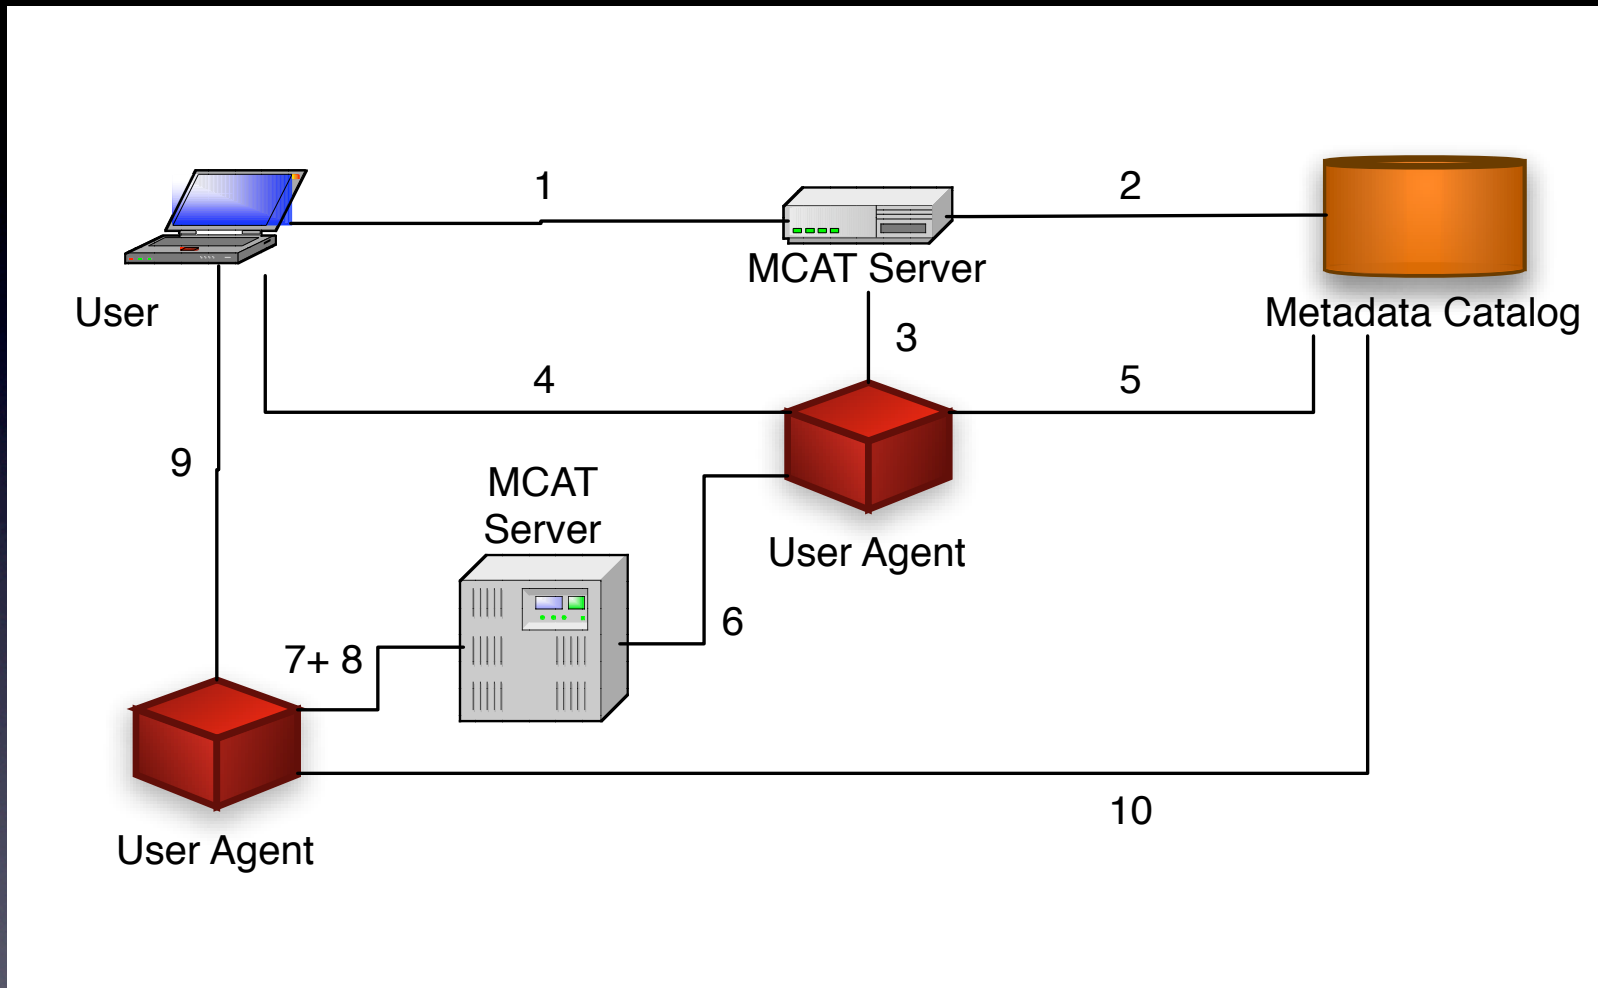 1
2
MCAT Server
User
Metadata Catalog
3
4
5
9
MCAT
Server
User Agent
6
7+ 8
10
User Agent